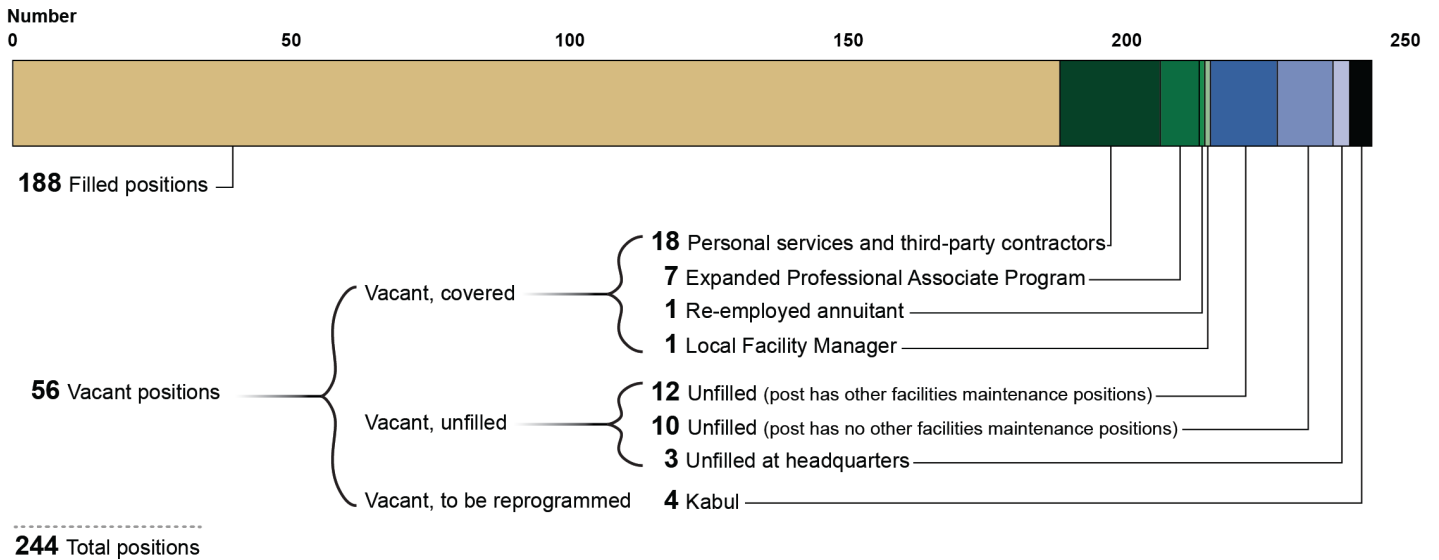 Number
0 50 100 150 200 250
188 Filled positions
18 Personal services and third-party contractors
7 Expanded Professional Associate Program
Vacant, covered
1 Re-employed annuitant
1 Local Facility Manager
56 Vacant positions
12 Unfilled (post has other facilities maintenance positions)
Vacant, unfilled
10 Unfilled (post has no other facilities maintenance positions)
3 Unfilled at headquarters
Vacant, to be reprogrammed 4 Kabul
244 Total positions